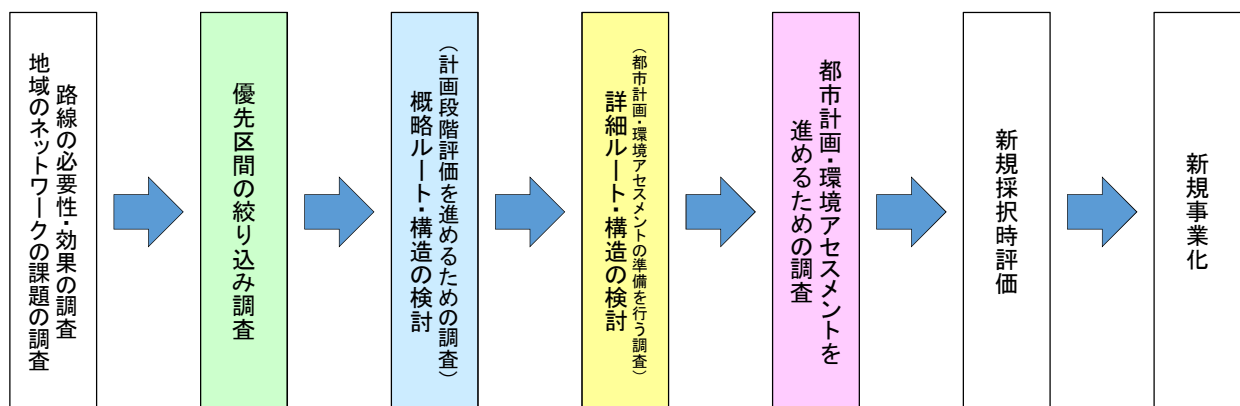 路線の必要性・効果の調査
地域のネットワークの課題の調査
優先区間の絞り込み調査
（計画段階評価を進めるための調査）
概略ルート・構造の検討
（都市計画・環境アセスメントの準備を行う調査）
詳細ルート・構造の検討
都市計画・環境アセスメントを
進めるための調査
新規採択時評価
新規事業化